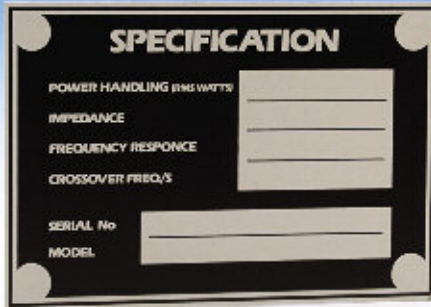 SPECIFICATION
POWER HANDLING (RMS WATTS)
IMPEDANCE
FREQUENCY RESPONCE
CROSSOVER FREQ/S
SERIAL No
MODEL